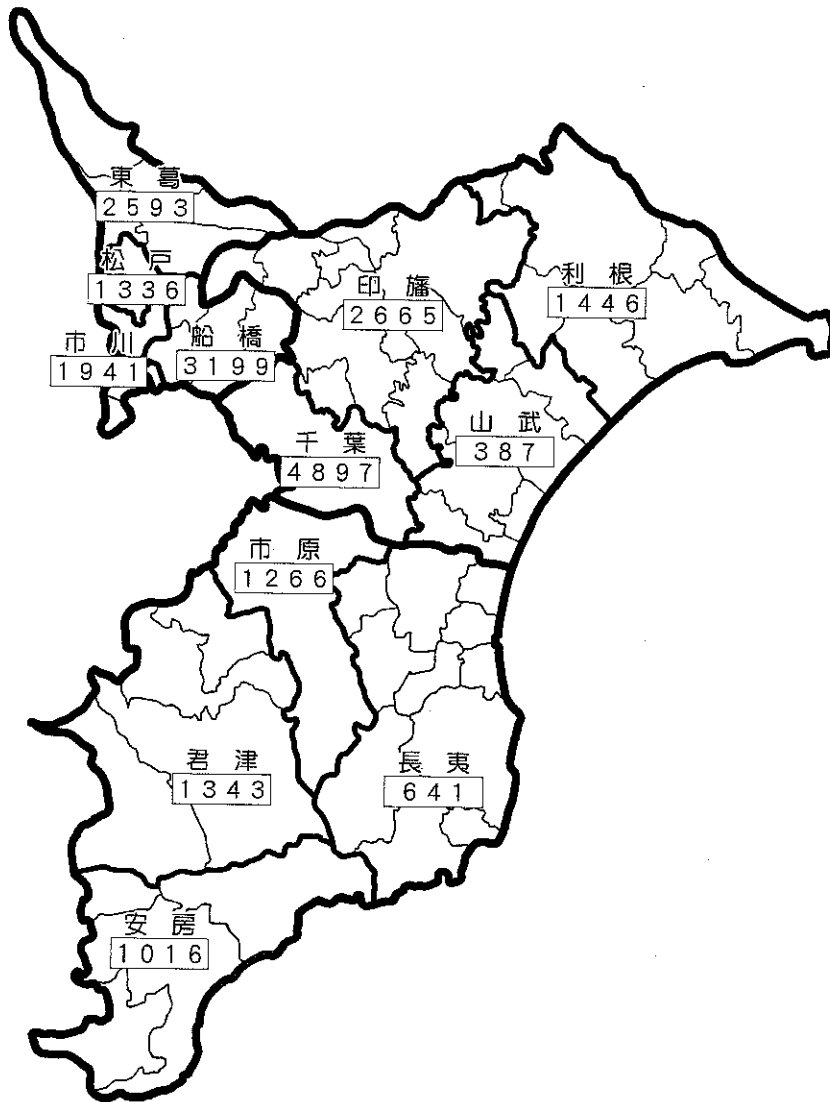 東 葛
2593
松 戸
1336
市 川
1941
船 橋
3199
印 旛
2665
利 根
1446
千 葉
4897
山 武
387
市 原
1266
君 津
1343
長 夷
641
安 房
1016